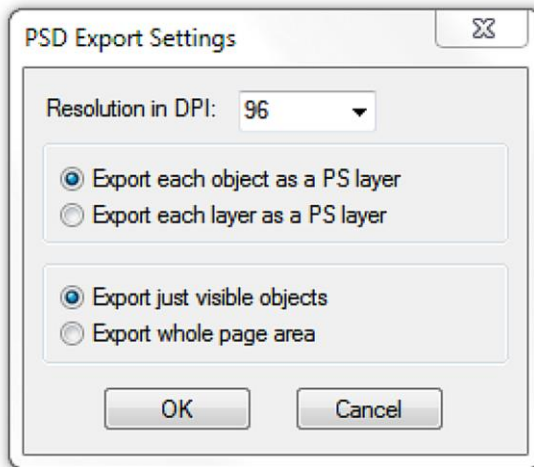 PSD Export Settings
Resolution in DPI: 96
Export each object as a PS layer
Export each layer as a PS layer
Export just visible objects
Export whole page area
OK Cancel